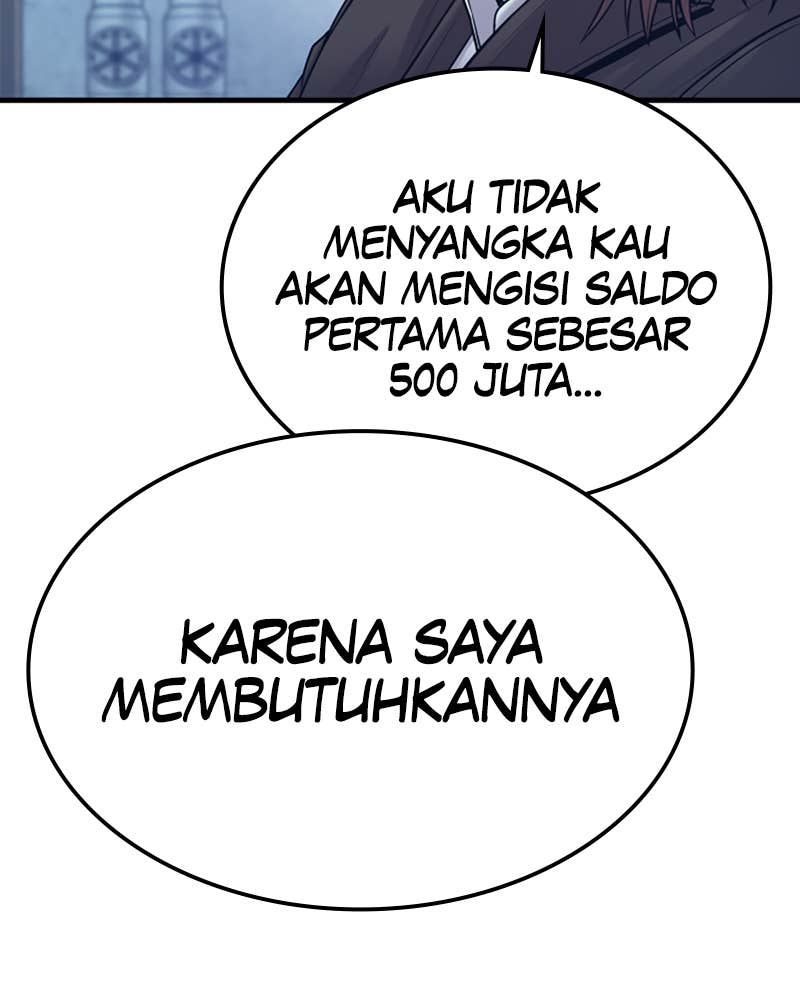 AKU TIDAK
MENYANGKA KAU
AKAN MENGISI SALDO
PERTAMA SEBESAR
500 JUTA...
KARENA SAYA
MEMBUTUHKANNYA